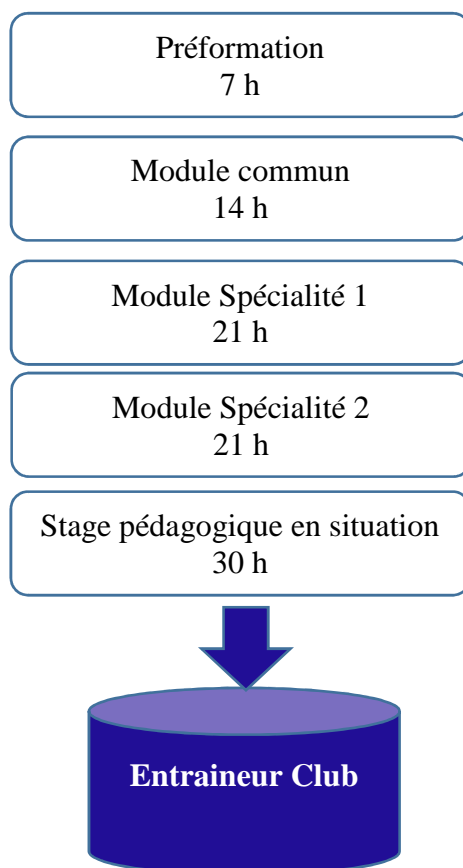 Préformation
7 h
Module commun
14 h
Module Spécialité 1
21 h
Module Spécialité 2
21 h
Stage pédagogique en situation
30 h
Entraineur Club